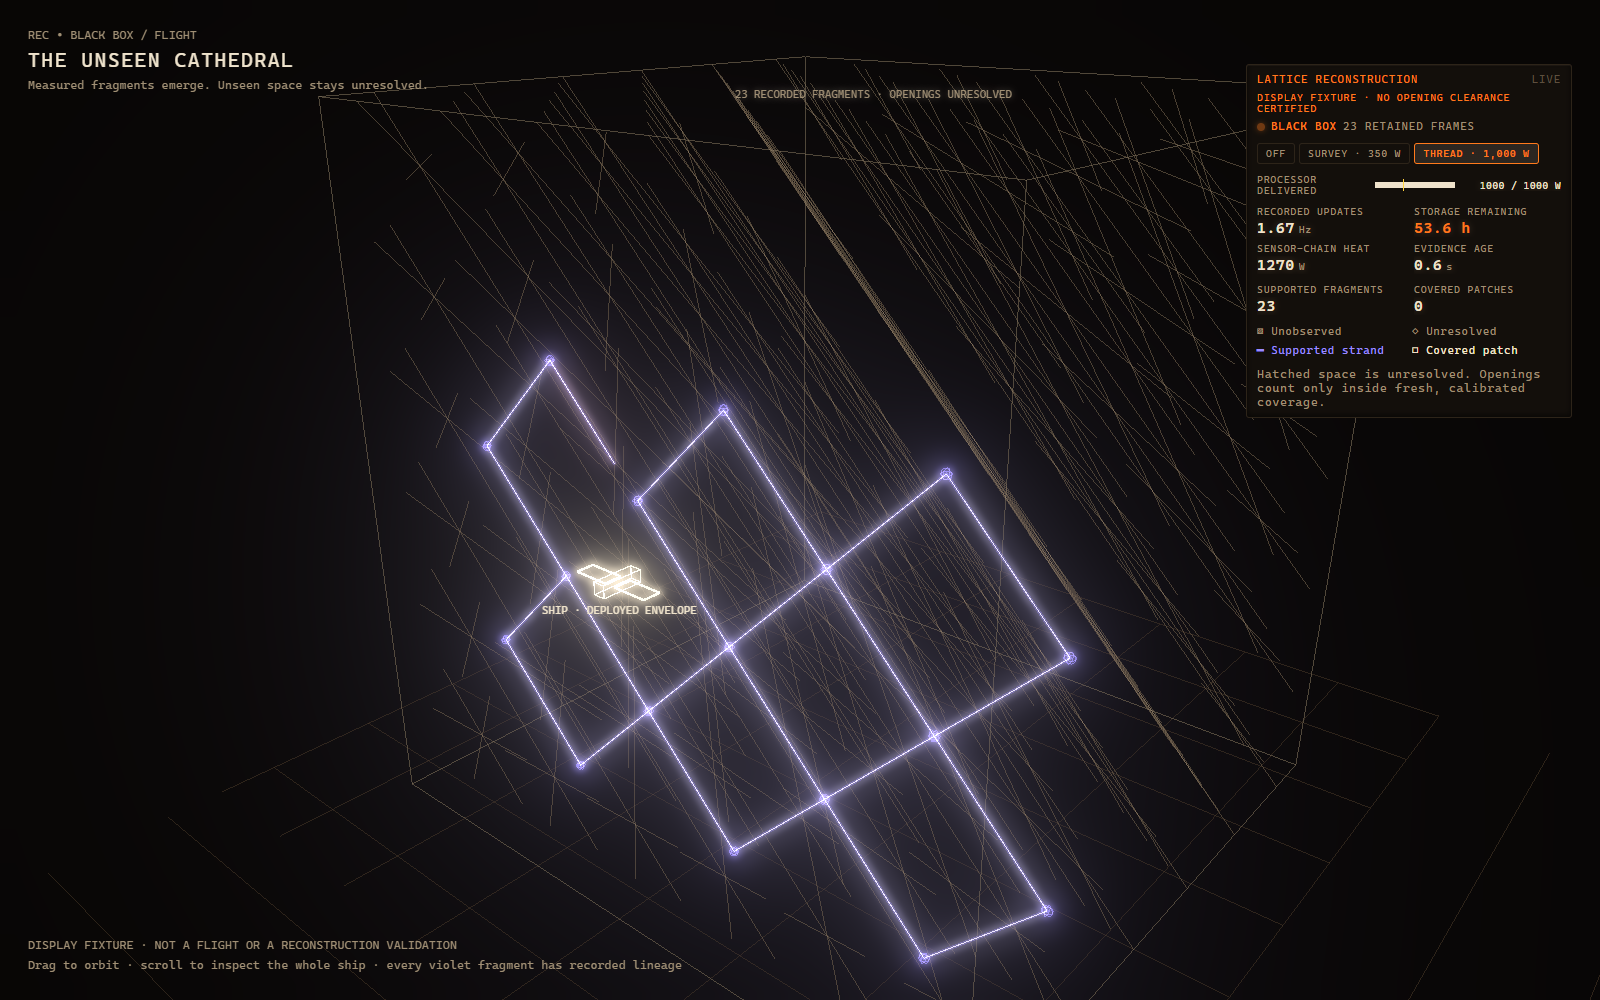 REC • BLACK BOX / FLIGHT
THE UNSEEN CATHEDRAL
Measured fragments emerge. Unseen space stays unresolved.
23 RECORDED FRAGMENTS · OPENINGS UNRESOLVED
LATTICE RECONSTRUCTION LIVE
DISPLAY FIXTURE · NO OPENING CLEARANCE
CERTIFIED
BLACK BOX 23 RETAINED FRAMES
OFF SURVEY · 350 W THREAD · 1,000 W
PROCESSOR
DELIVERED
1000 / 1000 W
RECORDED UPDATES STORAGE REMAINING
1.67 Hz 53.6 h
SENSOR-CHAIN HEAT EVIDENCE AGE
1270 W 0.6 s
SUPPORTED FRAGMENTS COVERED PATCHES
23 0
Unobserved Unresolved
Supported strand Covered patch
Hatched space is unresolved. Openings
count only inside fresh, calibrated
coverage.
SHIP · DEPLOYED ENVELOPE
DISPLAY FIXTURE · NOT A FLIGHT OR A RECONSTRUCTION VALIDATION
Drag to orbit · scroll to inspect the whole ship · every violet fragment has recorded lineage